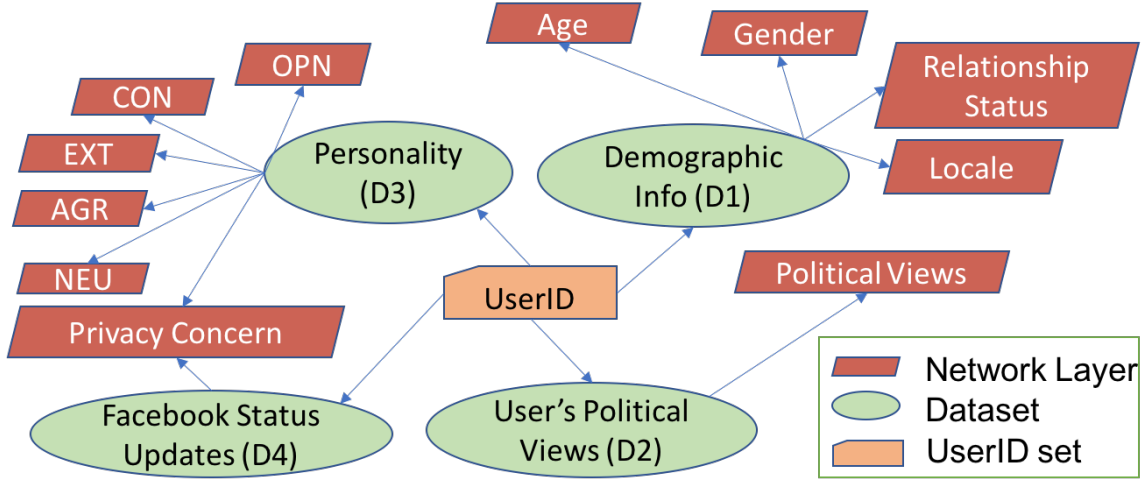 Age
Gender
OPN
Relationship
Status
CON
Personality
(D3)
Demographic
Info (D1)
EXT
Locale
AGR
NEU
UserID
Political Views
Privacy Concern
Facebook Status
Updates (D4)
User's Political
Views (D2)
Network Layer
Dataset
UserID set